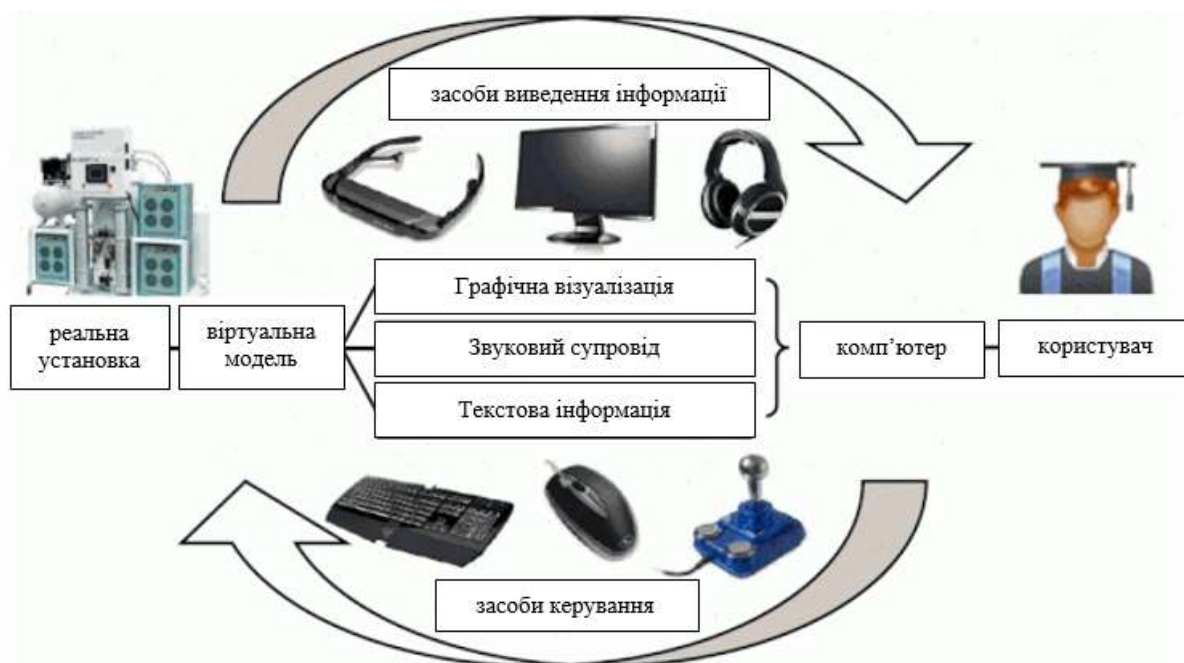 засоби виведення інформації
Графічна візуалізація
реальна
установка
віртуальна
модель
Звуковий супровід
комп’ютер
користувач
Текстова інформація
засоби керування